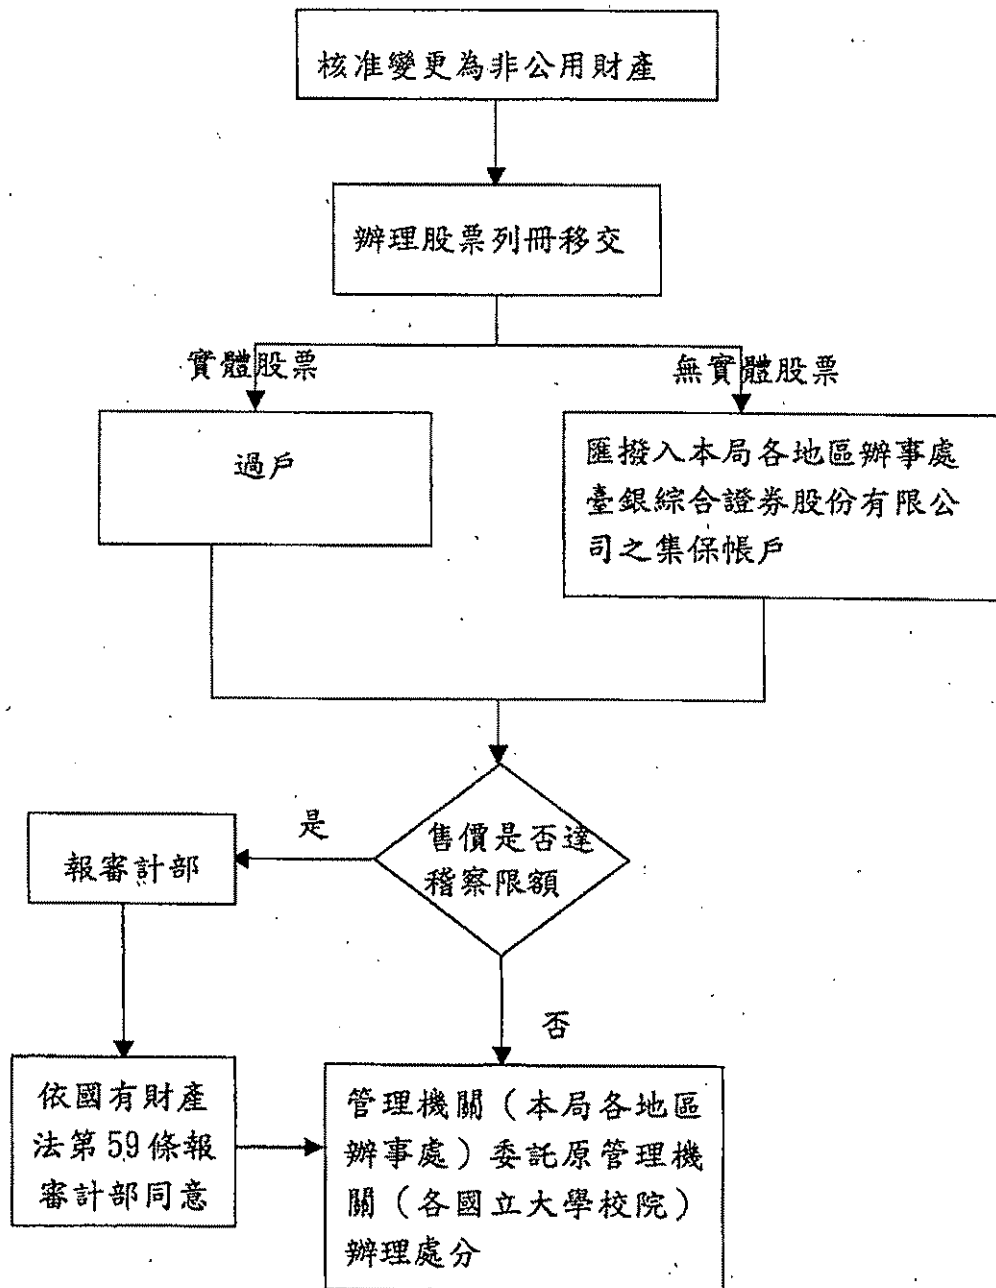 核准變更為非公用財產
辦理股票列冊移交
實體股票
無實體股票
過戶
匯撥入本局各地區辦事處
臺銀綜合證券股份有限公
司之集保帳戶
售價是否達
稽察限額
是
報審計部
否
依國有財產
法第59條報
審計部同意
管理機關（本局各地區
辦事處）委託原管理機
關（各國立大學校院）
辦理處分